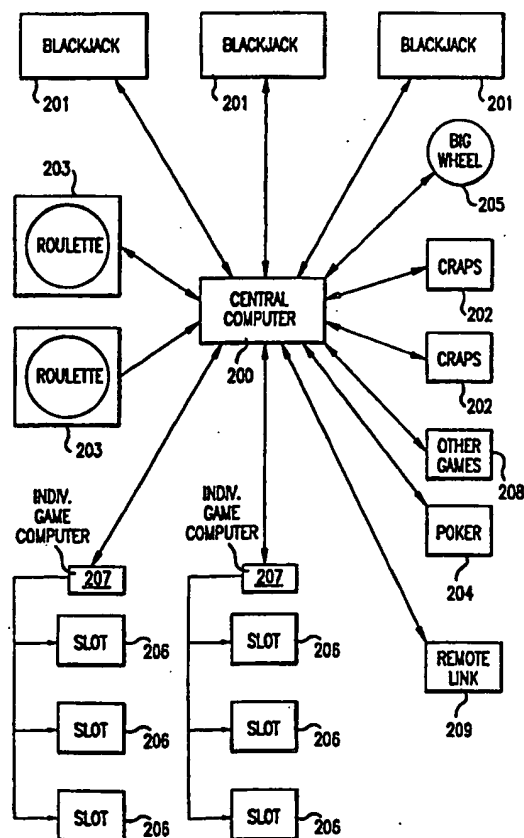 BLACKJACK
BLACKJACK
BLACKJACK
201
201
201
BIG
WHEEL
205
203
ROULETTE
CENTRAL
COMPUTER
200
CRAPS
202
CRAPS
202
ROULETTE
203
OTHER
GAMES
208
POKER
204
INDIV.
GAME
COMPUTER
207
INDIV.
GAME
COMPUTER
207
SLOT
206
SLOT
206
REMOTE
LINK
209
SLOT
206
SLOT
206
SLOT
206
SLOT
206